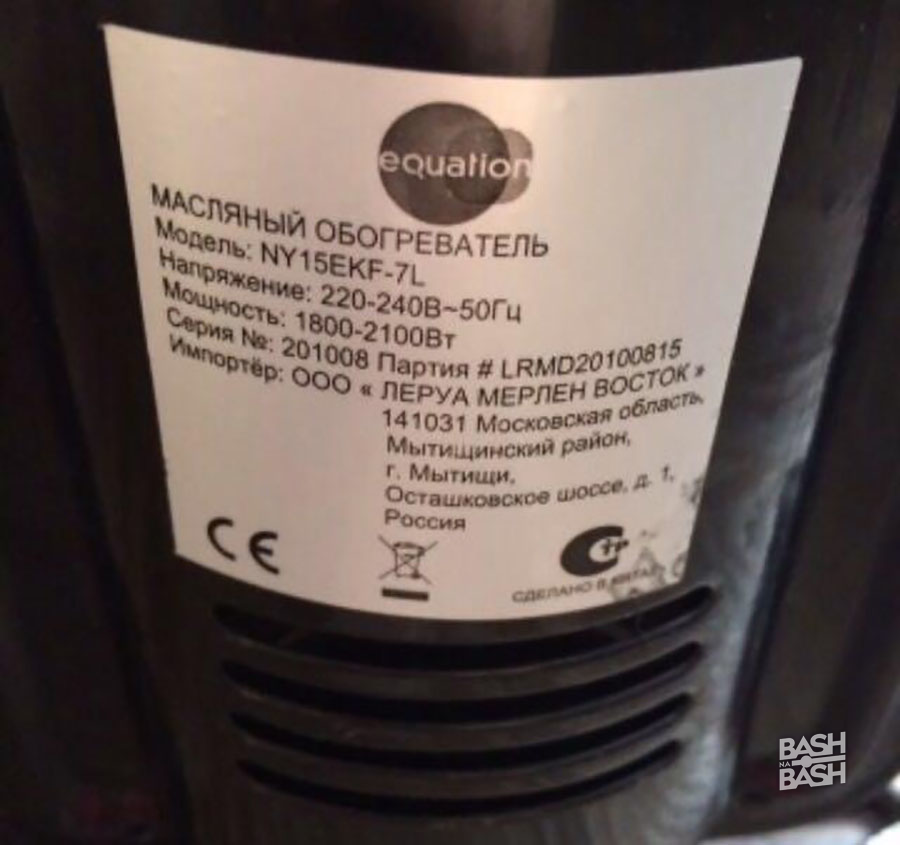 equation
МАСЛЯНЫЙ ОБОГРЕВАТЕЛЬ
Модель: NY15EKF-7L
Напряжение: 220-240В~50Гц
Мощность: 1800-2100Вт
Серия №: 201008 Партия # LRMD20100815
Импортёр: ООО « ЛЕРУА МЕРЛЕН ВОСТОК »
141031 Московская область,
Мытищинский район,
г. Мытищи,
Осташковское шоссе, д. 1,
Россия
CE
СДЕЛАНО В КИТАЕ
BASH
NA
BASH